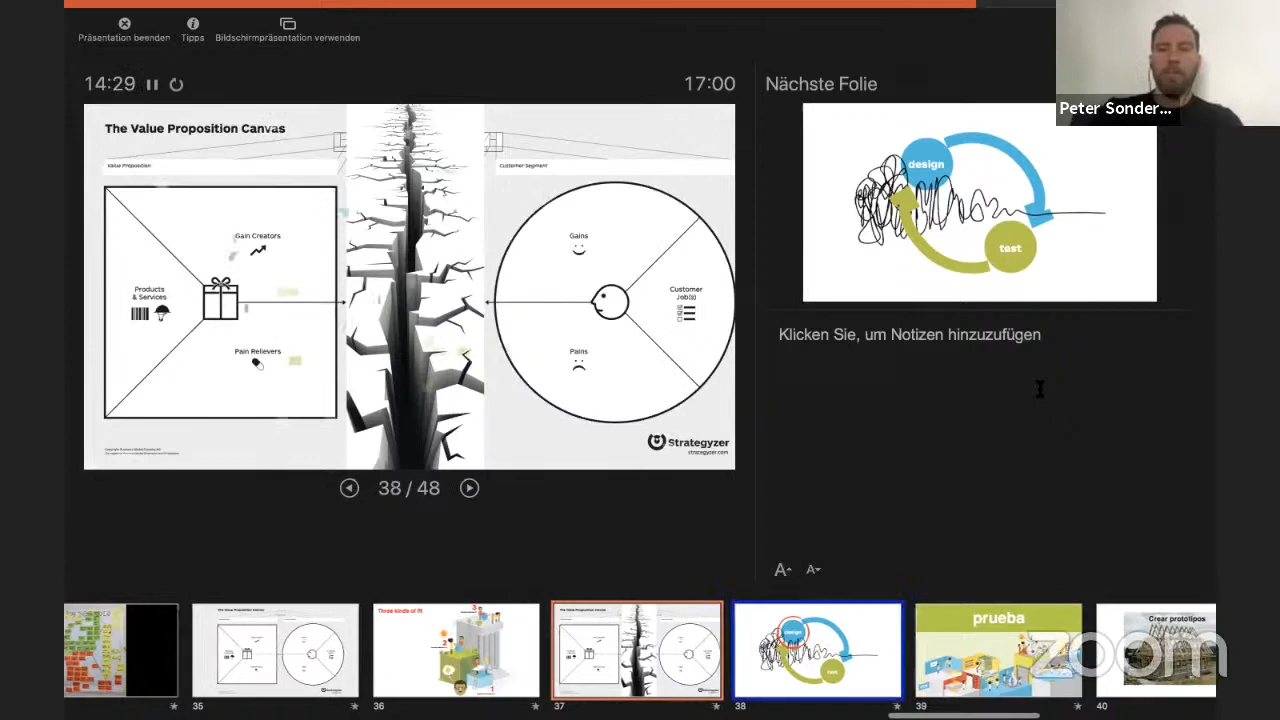 Präsentation beenden
Tipps
Bildschirmpräsentation verwenden
14:29
17:00
Nächste Folie
Peter Sonder...
The Value Proposition Canvas
Value Proposition
Customer Segment
Gain Creators
Products
& Services
Pain Relievers
Gains
Customer
Job(s)
Pains
Strategyzer
strategyzer.com
design
test
Klicken Sie, um Notizen hinzuzufügen
38 / 48
A
A
The Value Proposition Canvas
Three kinds of fit
3
2
1
The Value Proposition Canvas
design
test
prueba
Crear prototipos
35
36
37
38
39
40
zoom